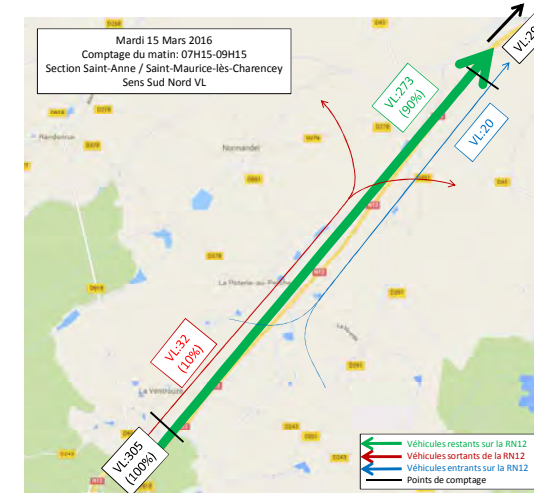 Mardi 15 Mars 2016
Comptage du matin: 07H15-09H15
Section Saint-Anne / Saint-Maurice-lès-Charencey
Sens Sud Nord VL
VL:273
(90%)
VL:20
Randonnai
Normandel
La Poterie-au-Perche
VL:32
(10%)
La Ventrouze
VL:305
(100%)
Véhicules restants sur la RN12
Véhicules sortants de la RN12
Véhicules entrants sur la RN12
Points de comptage